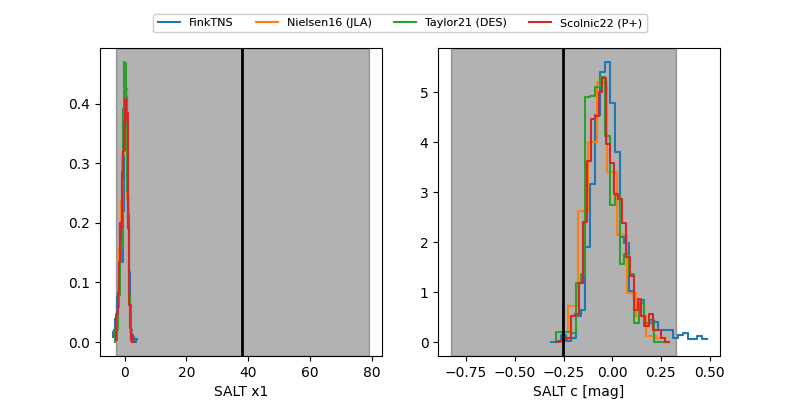 FinkTNS Nielsen16 (JLA) Taylor21 (DES) Scolnic22 (P+)
0.4
0.3
0.2
0.1
0.0
0 20 40 60 80
SALT x1
5
4
3
2
1
0
−0.75 −0.50 −0.25 0.00 0.25 0.50
SALT c [mag]